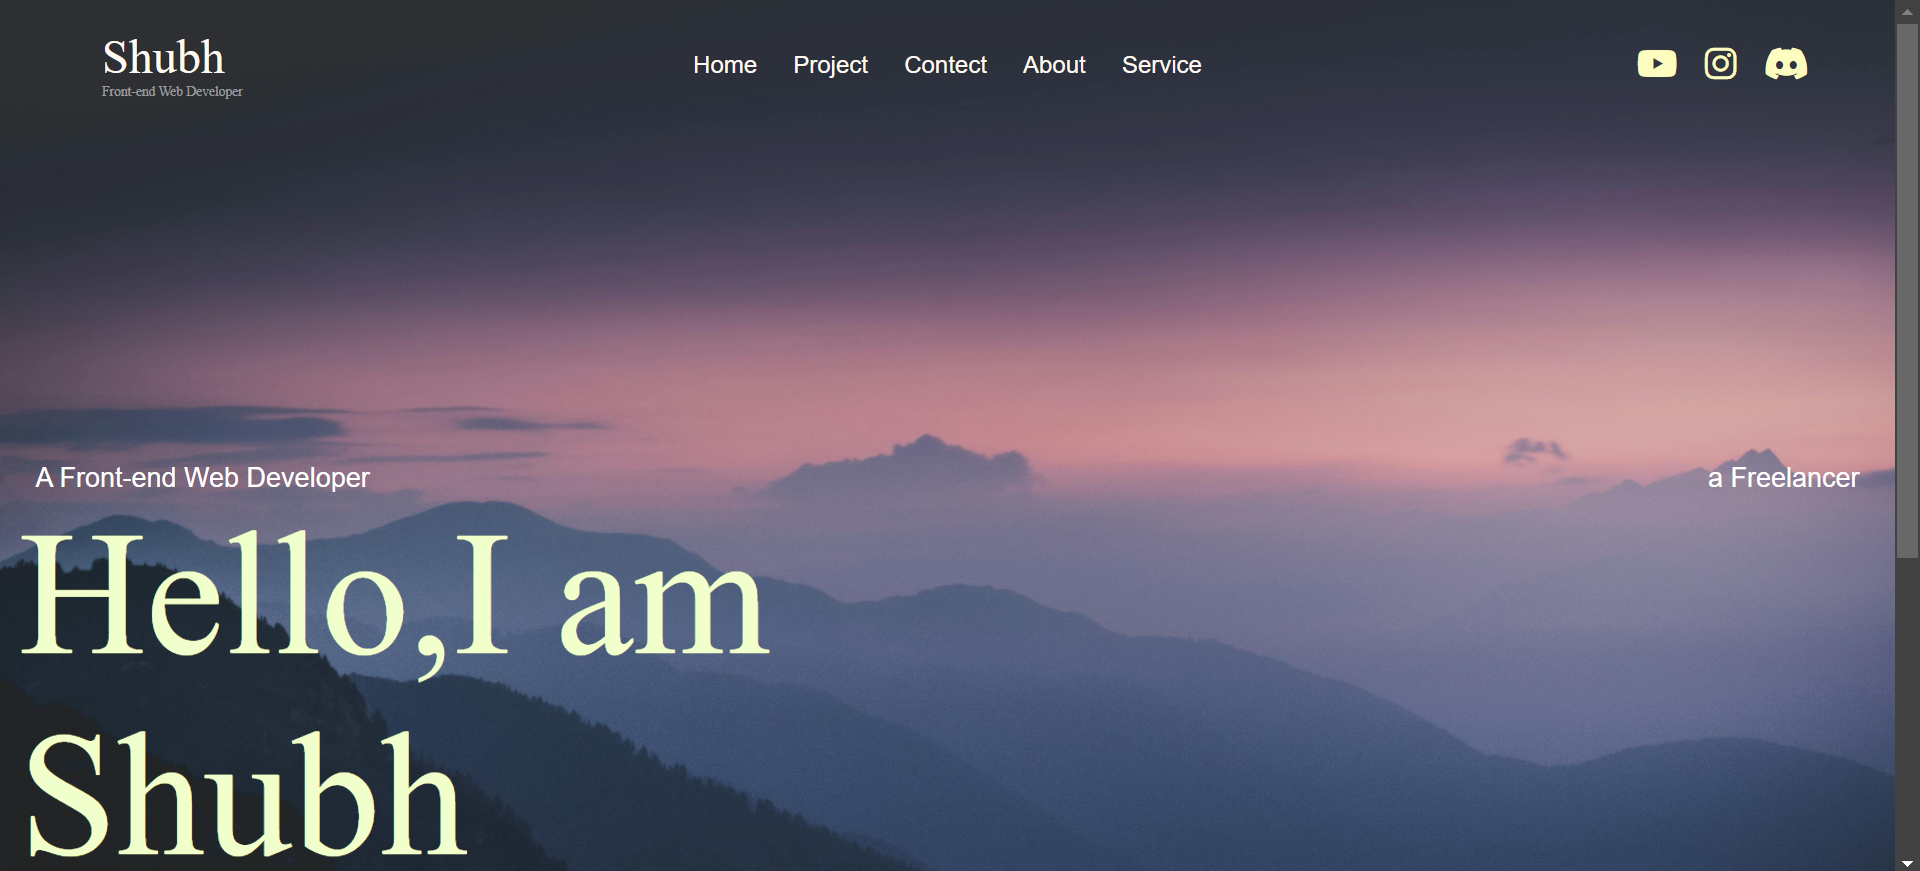 Shubh
Front-end Web Developer
Home Project Contect About Service
A Front-end Web Developer
a Freelancer
Hello,I am
Shubh